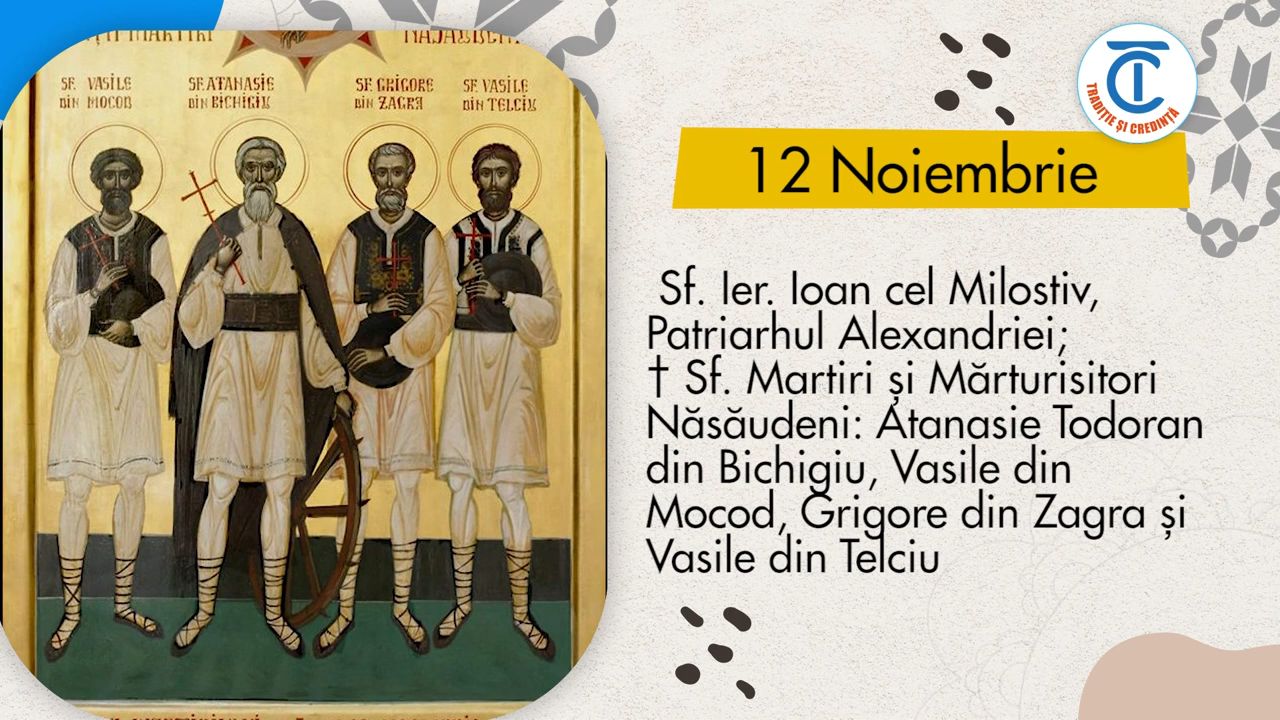 SF. VASILE
DIN MOCOD
SF. ATANASIE
DIN BICHIGIU
SF. GRIGORE
DIN ZAGRA
SF. VASILE
DIN TELCIU
TRADIȚIE ȘI CREDINȚĂ
12 Noiembrie
Sf. Ier. Ioan cel Milostiv,
Patriarhul Alexandriei;
† Sf. Martiri și Mărturisitori
Năsăudeni: Atanasie Todoran
din Bichigiu, Vasile din
Mocod, Grigore din Zagra și
Vasile din Telciu